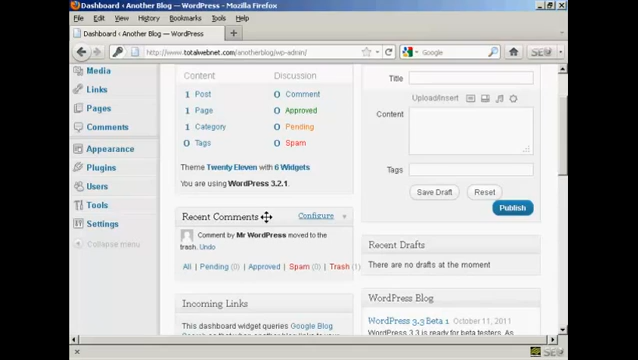 Dashboard ‹ Another Blog — WordPress - Mozilla Firefox
File Edit View History Bookmarks Tools Help
Dashboard ‹ Another Blog — WordPress
http://www.totalwebnet.com/anotherblog/wp-admin/
Google
Media
Links
Pages
Comments
Appearance
Plugins
Users
Tools
Settings
Collapse menu
Content
Discussion
1 Post
0 Comment
1 Page
0 Approved
1 Category
0 Pending
0 Tags
0 Spam
Theme Twenty Eleven with 6 Widgets
You are using WordPress 3.2.1.
Recent Comments
Configure
Comment by Mr WordPress moved to the
trash. Undo
All | Pending (0) | Approved | Spam (0) | Trash (1)
Incoming Links
This dashboard widget queries Google Blog
Title
Upload/Insert
Content
Tags
Save Draft
Reset
Publish
Recent Drafts
There are no drafts at the moment
WordPress Blog
WordPress 3.3 Beta 1 October 11, 2011
WordPress 3.3 is ready for beta testers. As